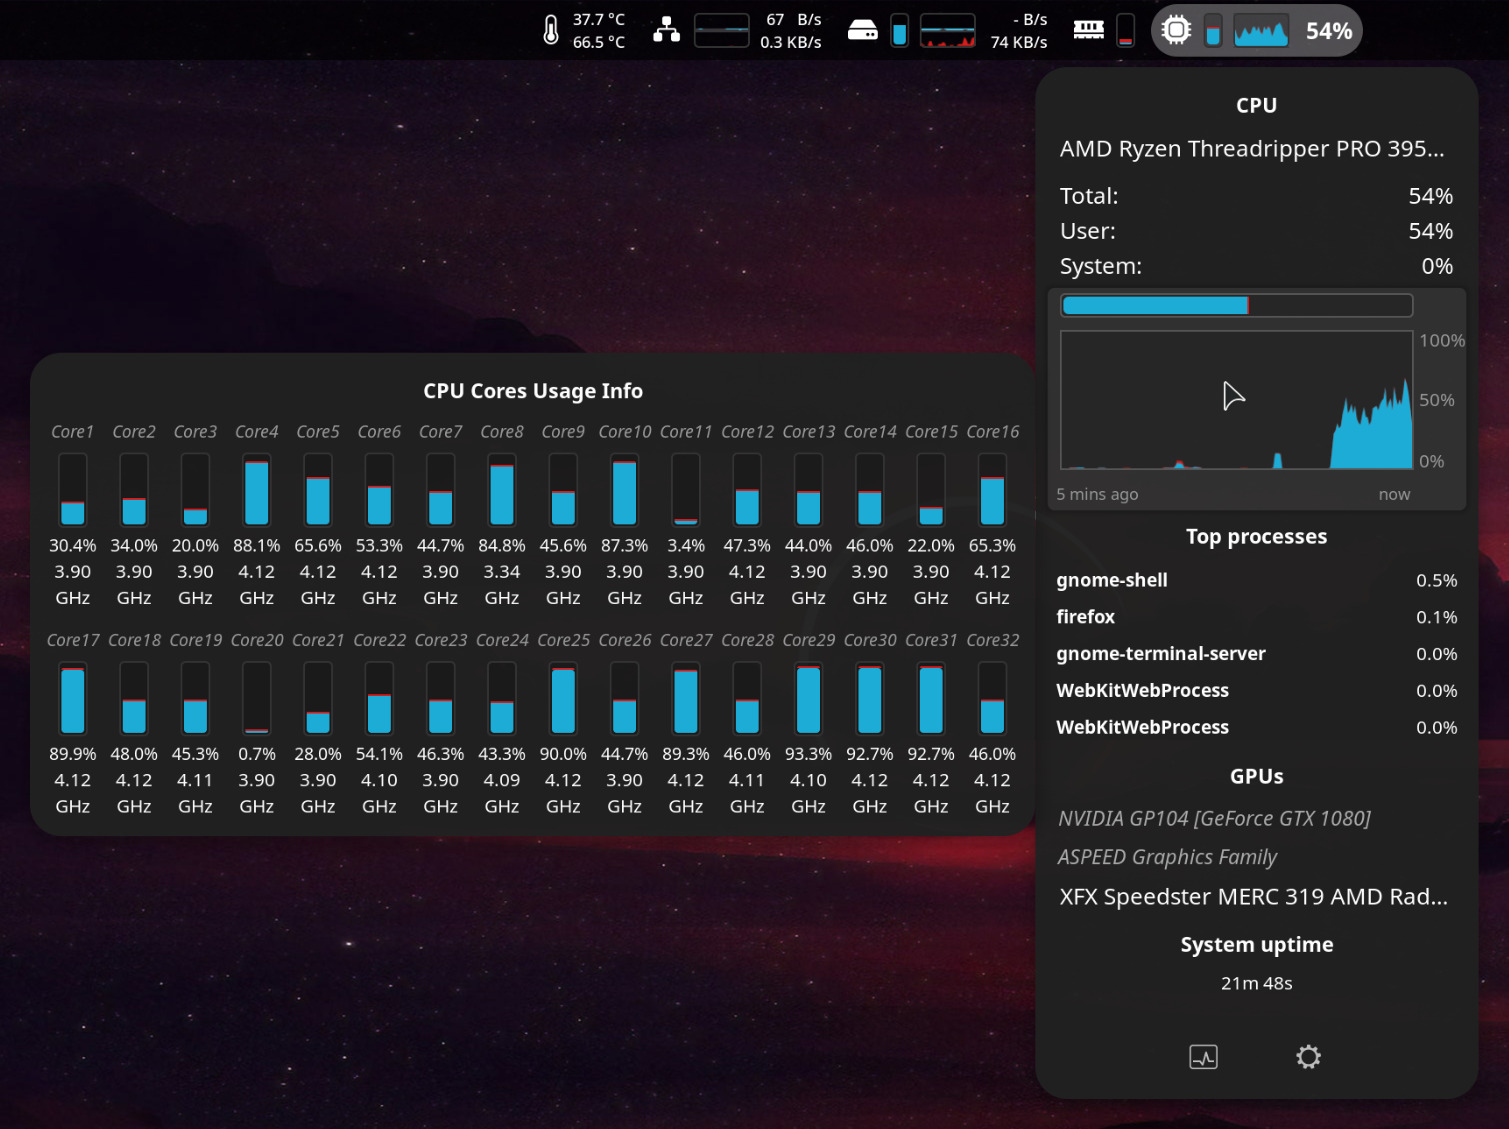 37.7 °C
66.5 °C
67 B/s
0.3 KB/s
- B/s
74 KB/s
54%
CPU
AMD Ryzen Threadripper PRO 395...
Total: 54%
User: 54%
System: 0%
100%
50%
0%
5 mins ago now
Top processes
gnome-shell 0.5%
firefox 0.1%
gnome-terminal-server 0.0%
WebKitWebProcess 0.0%
WebKitWebProcess 0.0%
GPUs
NVIDIA GP104 [GeForce GTX 1080]
ASPEED Graphics Family
XFX Speedster MERC 319 AMD Rad...
System uptime
21m 48s
CPU Cores Usage Info
Core1 Core2 Core3 Core4 Core5 Core6 Core7 Core8 Core9 Core10 Core11 Core12 Core13 Core14 Core15 Core16
30.4% 34.0% 20.0% 88.1% 65.6% 53.3% 44.7% 84.8% 45.6% 87.3% 3.4% 47.3% 44.0% 46.0% 22.0% 65.3%
3.90 3.90 3.90 4.12 4.12 4.12 3.90 3.34 3.90 3.90 3.90 4.12 3.90 3.90 3.90 4.12
GHz GHz GHz GHz GHz GHz GHz GHz GHz GHz GHz GHz GHz GHz GHz GHz
Core17 Core18 Core19 Core20 Core21 Core22 Core23 Core24 Core25 Core26 Core27 Core28 Core29 Core30 Core31 Core32
89.9% 48.0% 45.3% 0.7% 28.0% 54.1% 46.3% 43.3% 90.0% 44.7% 89.3% 46.0% 93.3% 92.7% 92.7% 46.0%
4.12 4.12 4.11 3.90 3.90 4.10 3.90 4.09 4.12 3.90 4.12 4.11 4.10 4.12 4.12 4.12
GHz GHz GHz GHz GHz GHz GHz GHz GHz GHz GHz GHz GHz GHz GHz GHz